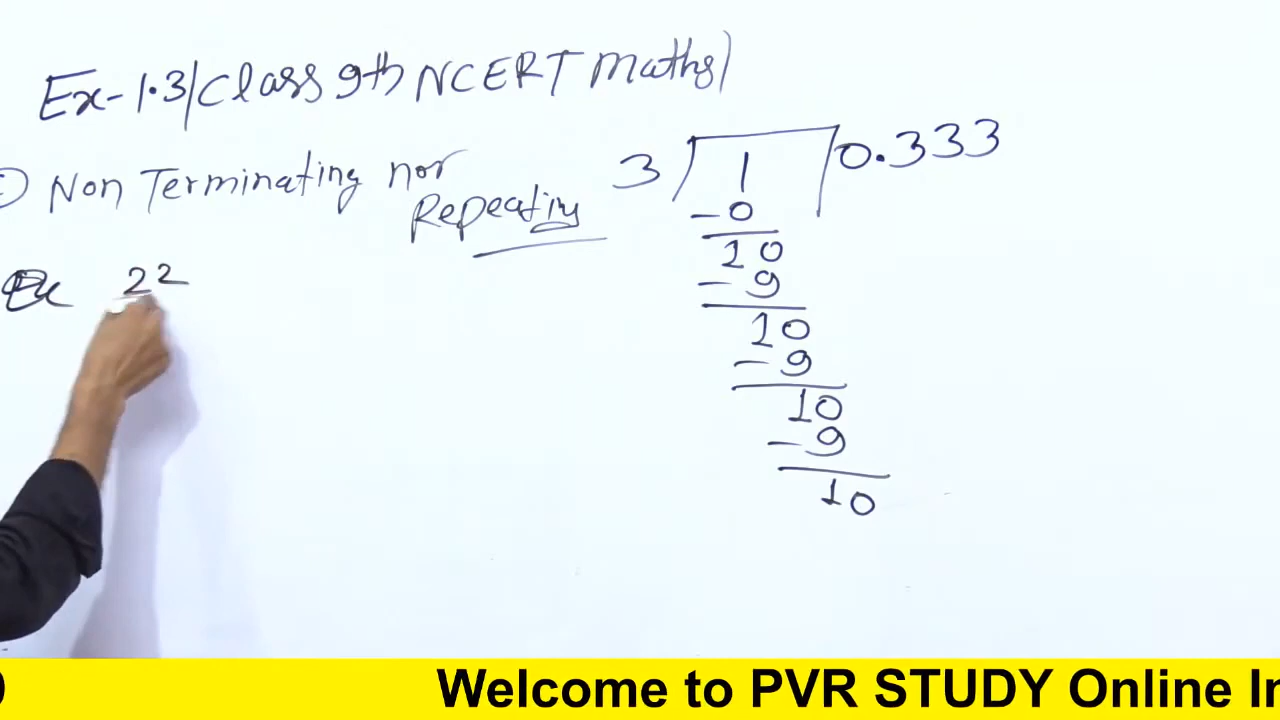 Ex-1.3/Class 9th NCERT Maths)
Non Terminating nor
Repeating
Ex 22
3) 1 ) 0.333
-0
10
-9
10
-9
10
-9
10
Welcome to PVR STUDY Online In